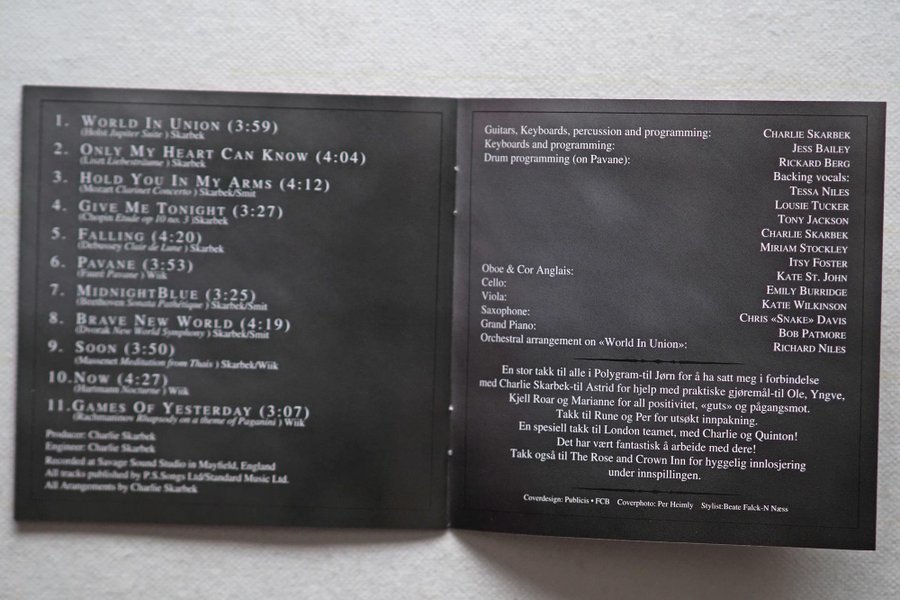 1. WORLD IN UNION (3:59)
(Holst Jupiter Suite ) Skarbek
2. ONLY MY HEART CAN KNOW (4:04)
(Liszt Liebesträume ) Skarbek
3. HOLD YOU IN MY ARMS (4:12)
(Mozart Clarinet Concerto ) Skarbek/Smit
4. GIVE ME TONIGHT (3:27)
(Chopin Etude op 10 no. 3 )Skarbek
5. FALLING (4:20)
(Debussey Clair de Lune ) Skarbek
6. PAVANE (3:53)
(Fauré Pavane ) Wiik
7. MIDNIGHTBLUE (3:25)
(Beethoven Sonata Pathétique ) Skarbek/Smit
8. BRAVE NEW WORLD (4:19)
(Dvorak New World Symphony ) Skarbek/Smit
9. SOON (3:50)
(Massenet Medination from Thais ) Skarbek/Wiik
10. NOW (4:27)
(Hartmann Nocturne ) Wiik
11. GAMES OF YESTERDAY (3:07)
(Rachmaninov Rhapsody on a theme of Paganini ) Wiik
Producer: Charlie Skarbek
Engineer: Charlie Skarbek
Recorded at Savage Sound Studio in Mayfield, England
All tracks published by P.S.Songs Ltd/Standard Music Ltd.
All Arangements by Charlie Skarbek
Guitars, Keyboards, percussion and programming: CHARLIE SKARBEK
Keyboards and programming: JESS BAILEY
Drum programming (on Pavane): RICKARD BERG
Backing vocals:
TESSA NILES
LOUSIE TUCKER
TONY JACKSON
CHARLIE SKARBEK
MIRIAM STOCKLEY
ITSY FOSTER
Oboe & Cor Anglais: KATE ST. JOHN
Cello: EMILY BURRIDGE
Viola: KATIE WILKINSON
Saxophone: CHRIS «SNAKE» DAVIS
Grand Piano: BOB PATMORE
Orchestral arrangement on «World In Union»: RICHARD NILES
En stor takk til alle i Polygram-til Jørn for å ha satt meg i forbindelse
med Charlie Skarbek-til Astrid for hjelp med praktiske gjøremål-til Ole, Yngve,
Kjell Roar og Marianne for all positivitet, «guts» og pågangsmot.
Takk til Rune og Per for utsøkt innpakning.
En spesiell takk til London teamet, med Charlie og Quinton!
Det har vært fantastisk å arbeide med dere!
Takk også til The Rose and Crown Inn for hyggelig innlosjering
under innspillingen.
Coverdesign: Publicis • FCB Coverphoto: Per Heimly Stylist:Beate Falck-N Næss